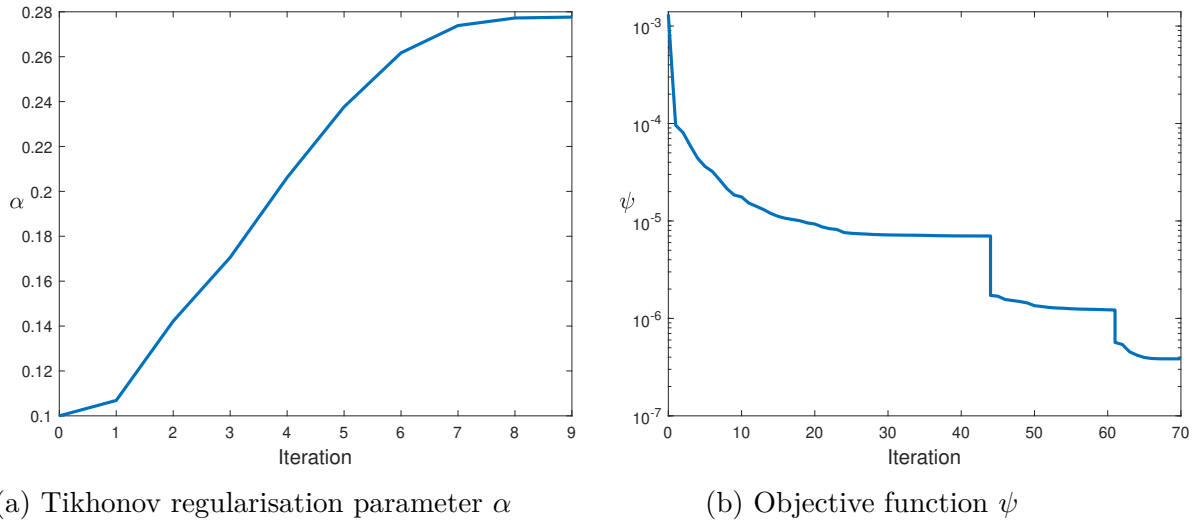 0.28
0.26
0.24
0.22
0.2
0.18
0.16
0.14
0.12
0.1
α
0 1 2 3 4 5 6 7 8 9
Iteration
10⁻³
10⁻⁴
10⁻⁵
10⁻⁶
10⁻⁷
ψ
0 10 20 30 40 50 60 70
Iteration
a) Tikhonov regularisation parameter α
(b) Objective function ψ